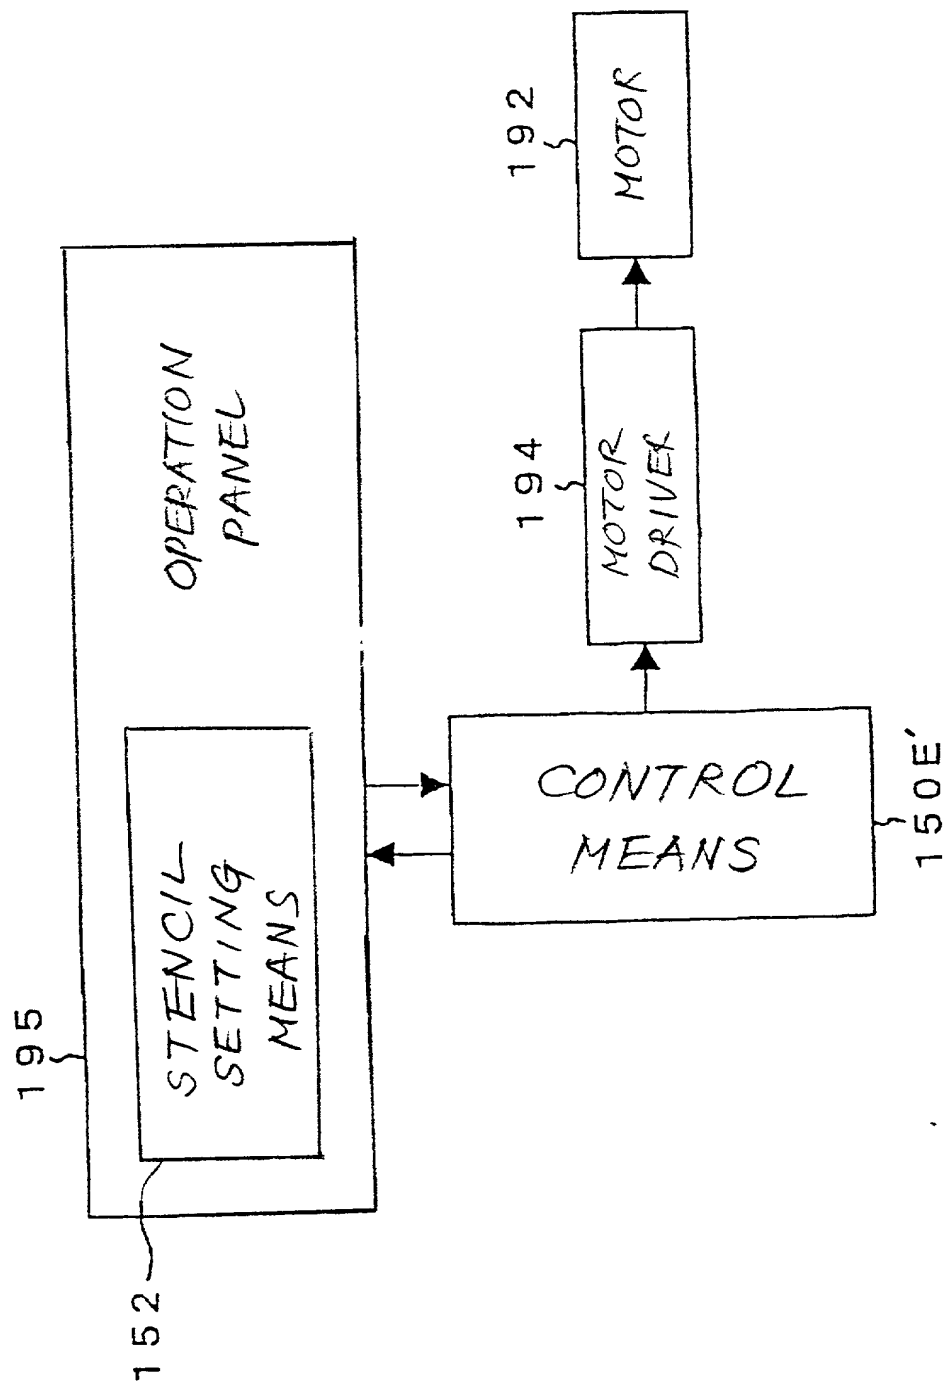 195
OPERATION
PANEL
152
STENCIL
SETTING
MEANS
CONTROL
MEANS
150E'
194
MOTOR
DRIVER
192
MOTOR